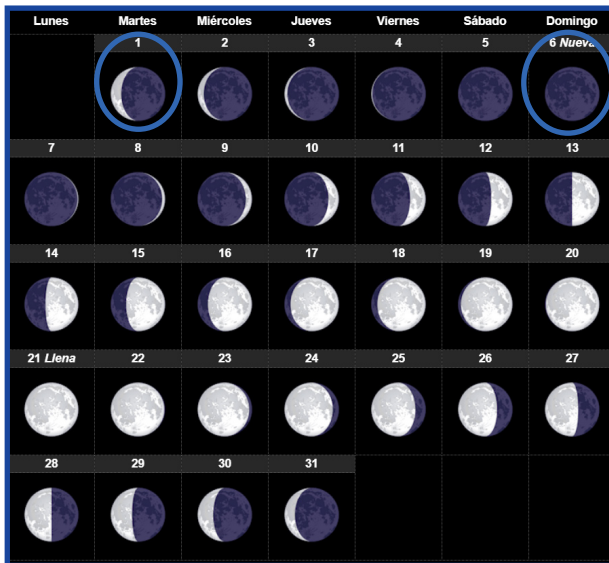 Lunes Martes Miércoles Jueves Viernes Sábado Domingo
1 2 3 4 5 6 Nueva
7 8 9 10 11 12 13
14 15 16 17 18 19 20
21 Llena 22 23 24 25 26 27
28 29 30 31